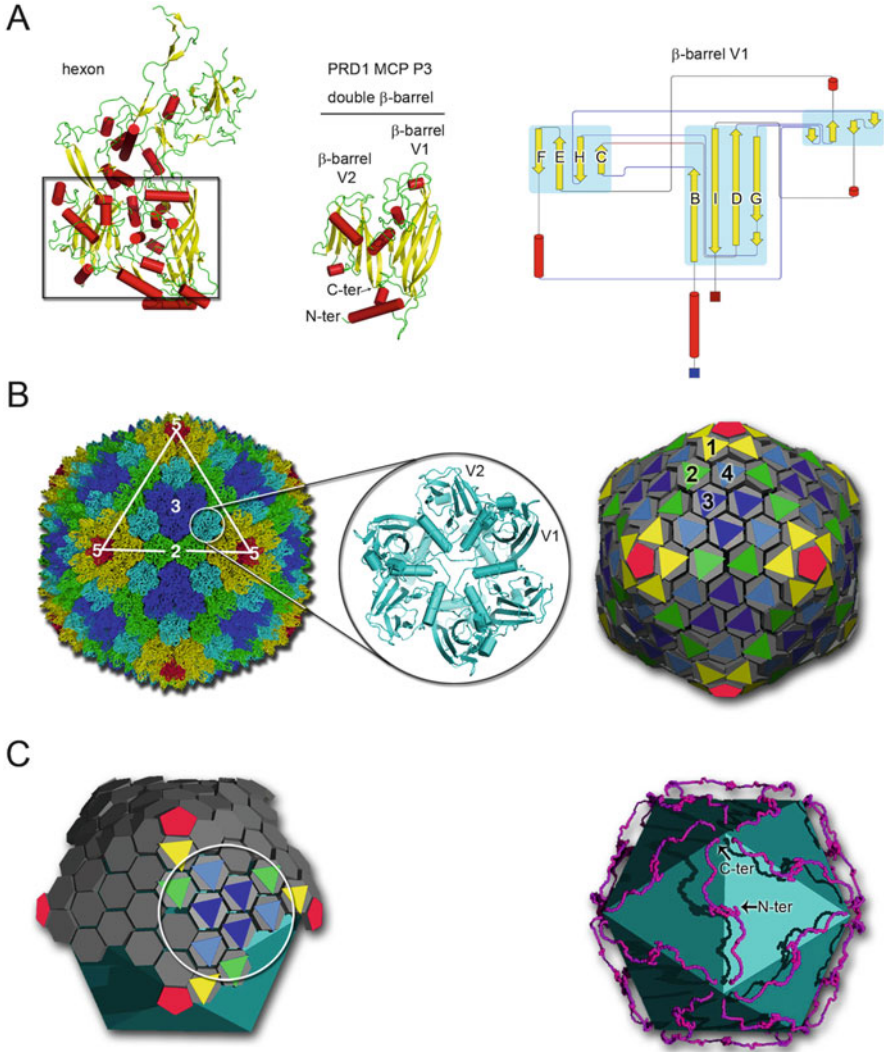 A
hexon
PRD1 MCP P3
double β-barrel
β-barrel
V2
β-barrel
V1
C-ter
N-ter
β-barrel V1
F E H C
B I D G
B
5
3
5 2 5
V2
V1
1
2 4
3
C
C-ter
N-ter